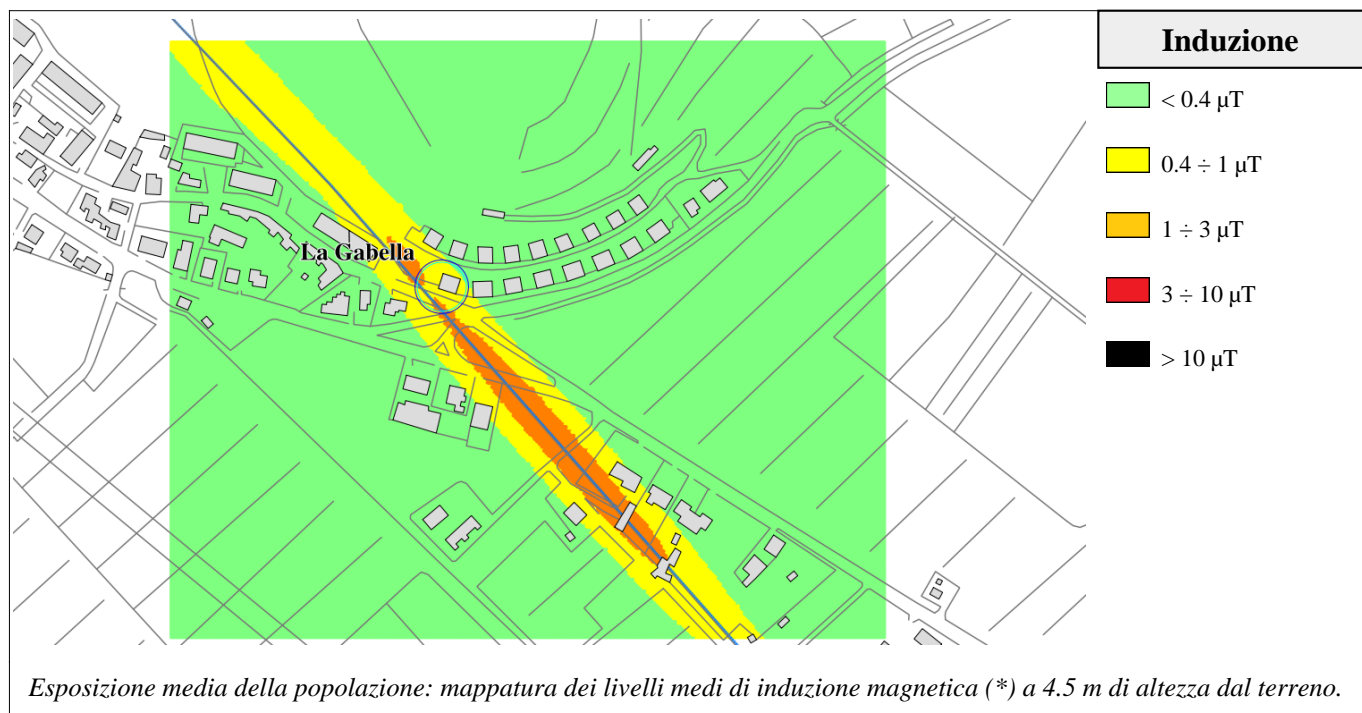 Induzione
< 0.4 µT
0.4 ÷ 1 µT
1 ÷ 3 µT
3 ÷ 10 µT
> 10 µT
La Gabella
Esposizione media della popolazione: mappatura dei livelli medi di induzione magnetica (*) a 4.5 m di altezza dal terreno.